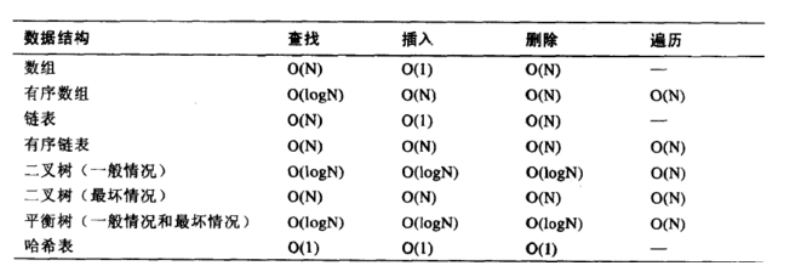 数据结构 查找 插入 删除 遍历
数组 O(N) O(1) O(N) —
有序数组 O(logN) O(N) O(N) O(N)
链表 O(N) O(1) O(N) —
有序链表 O(N) O(N) O(N) O(N)
二叉树（一般情况） O(logN) O(logN) O(logN) O(N)
二叉树（最坏情况） O(N) O(N) O(N) O(N)
平衡树（一般情况和最坏情况） O(logN) O(logN) O(logN) O(N)
哈希表 O(1) O(1) O(1) —